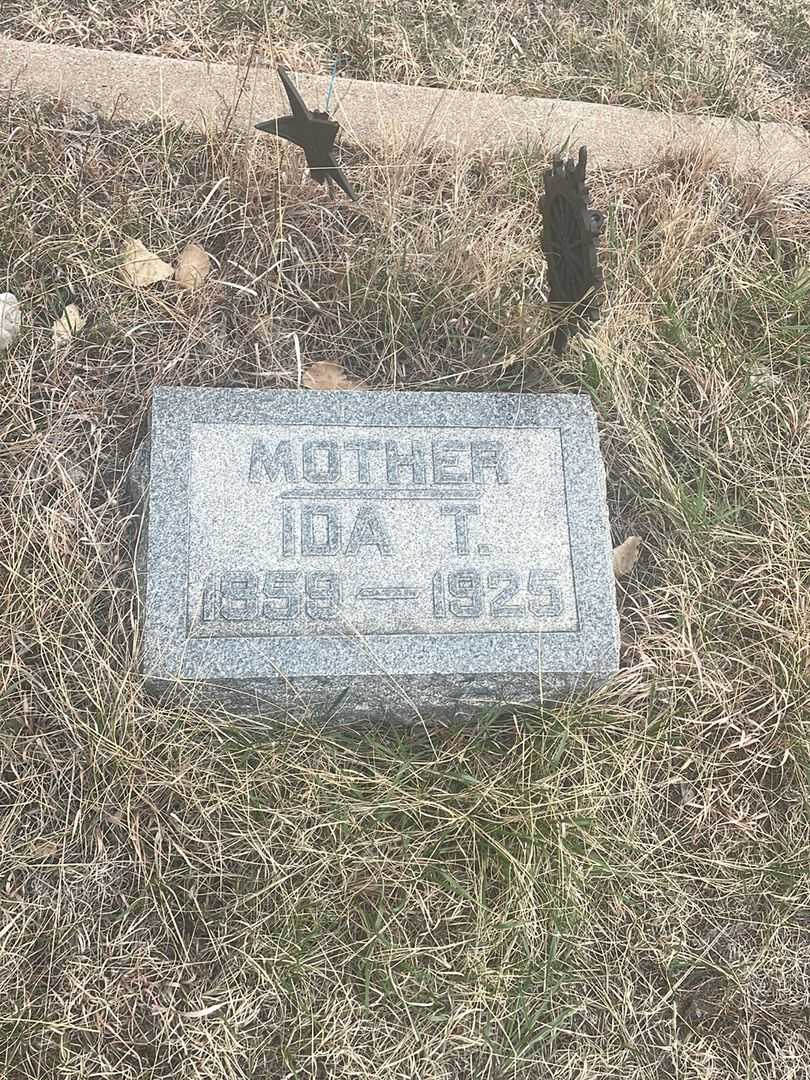 MOTHER
IDA T.
1859 — 1925